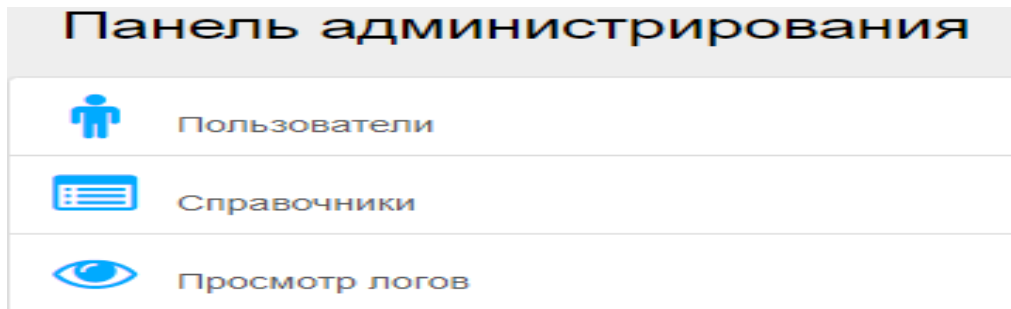 Панель администрирования
Пользователи
Справочники
Просмотр логов